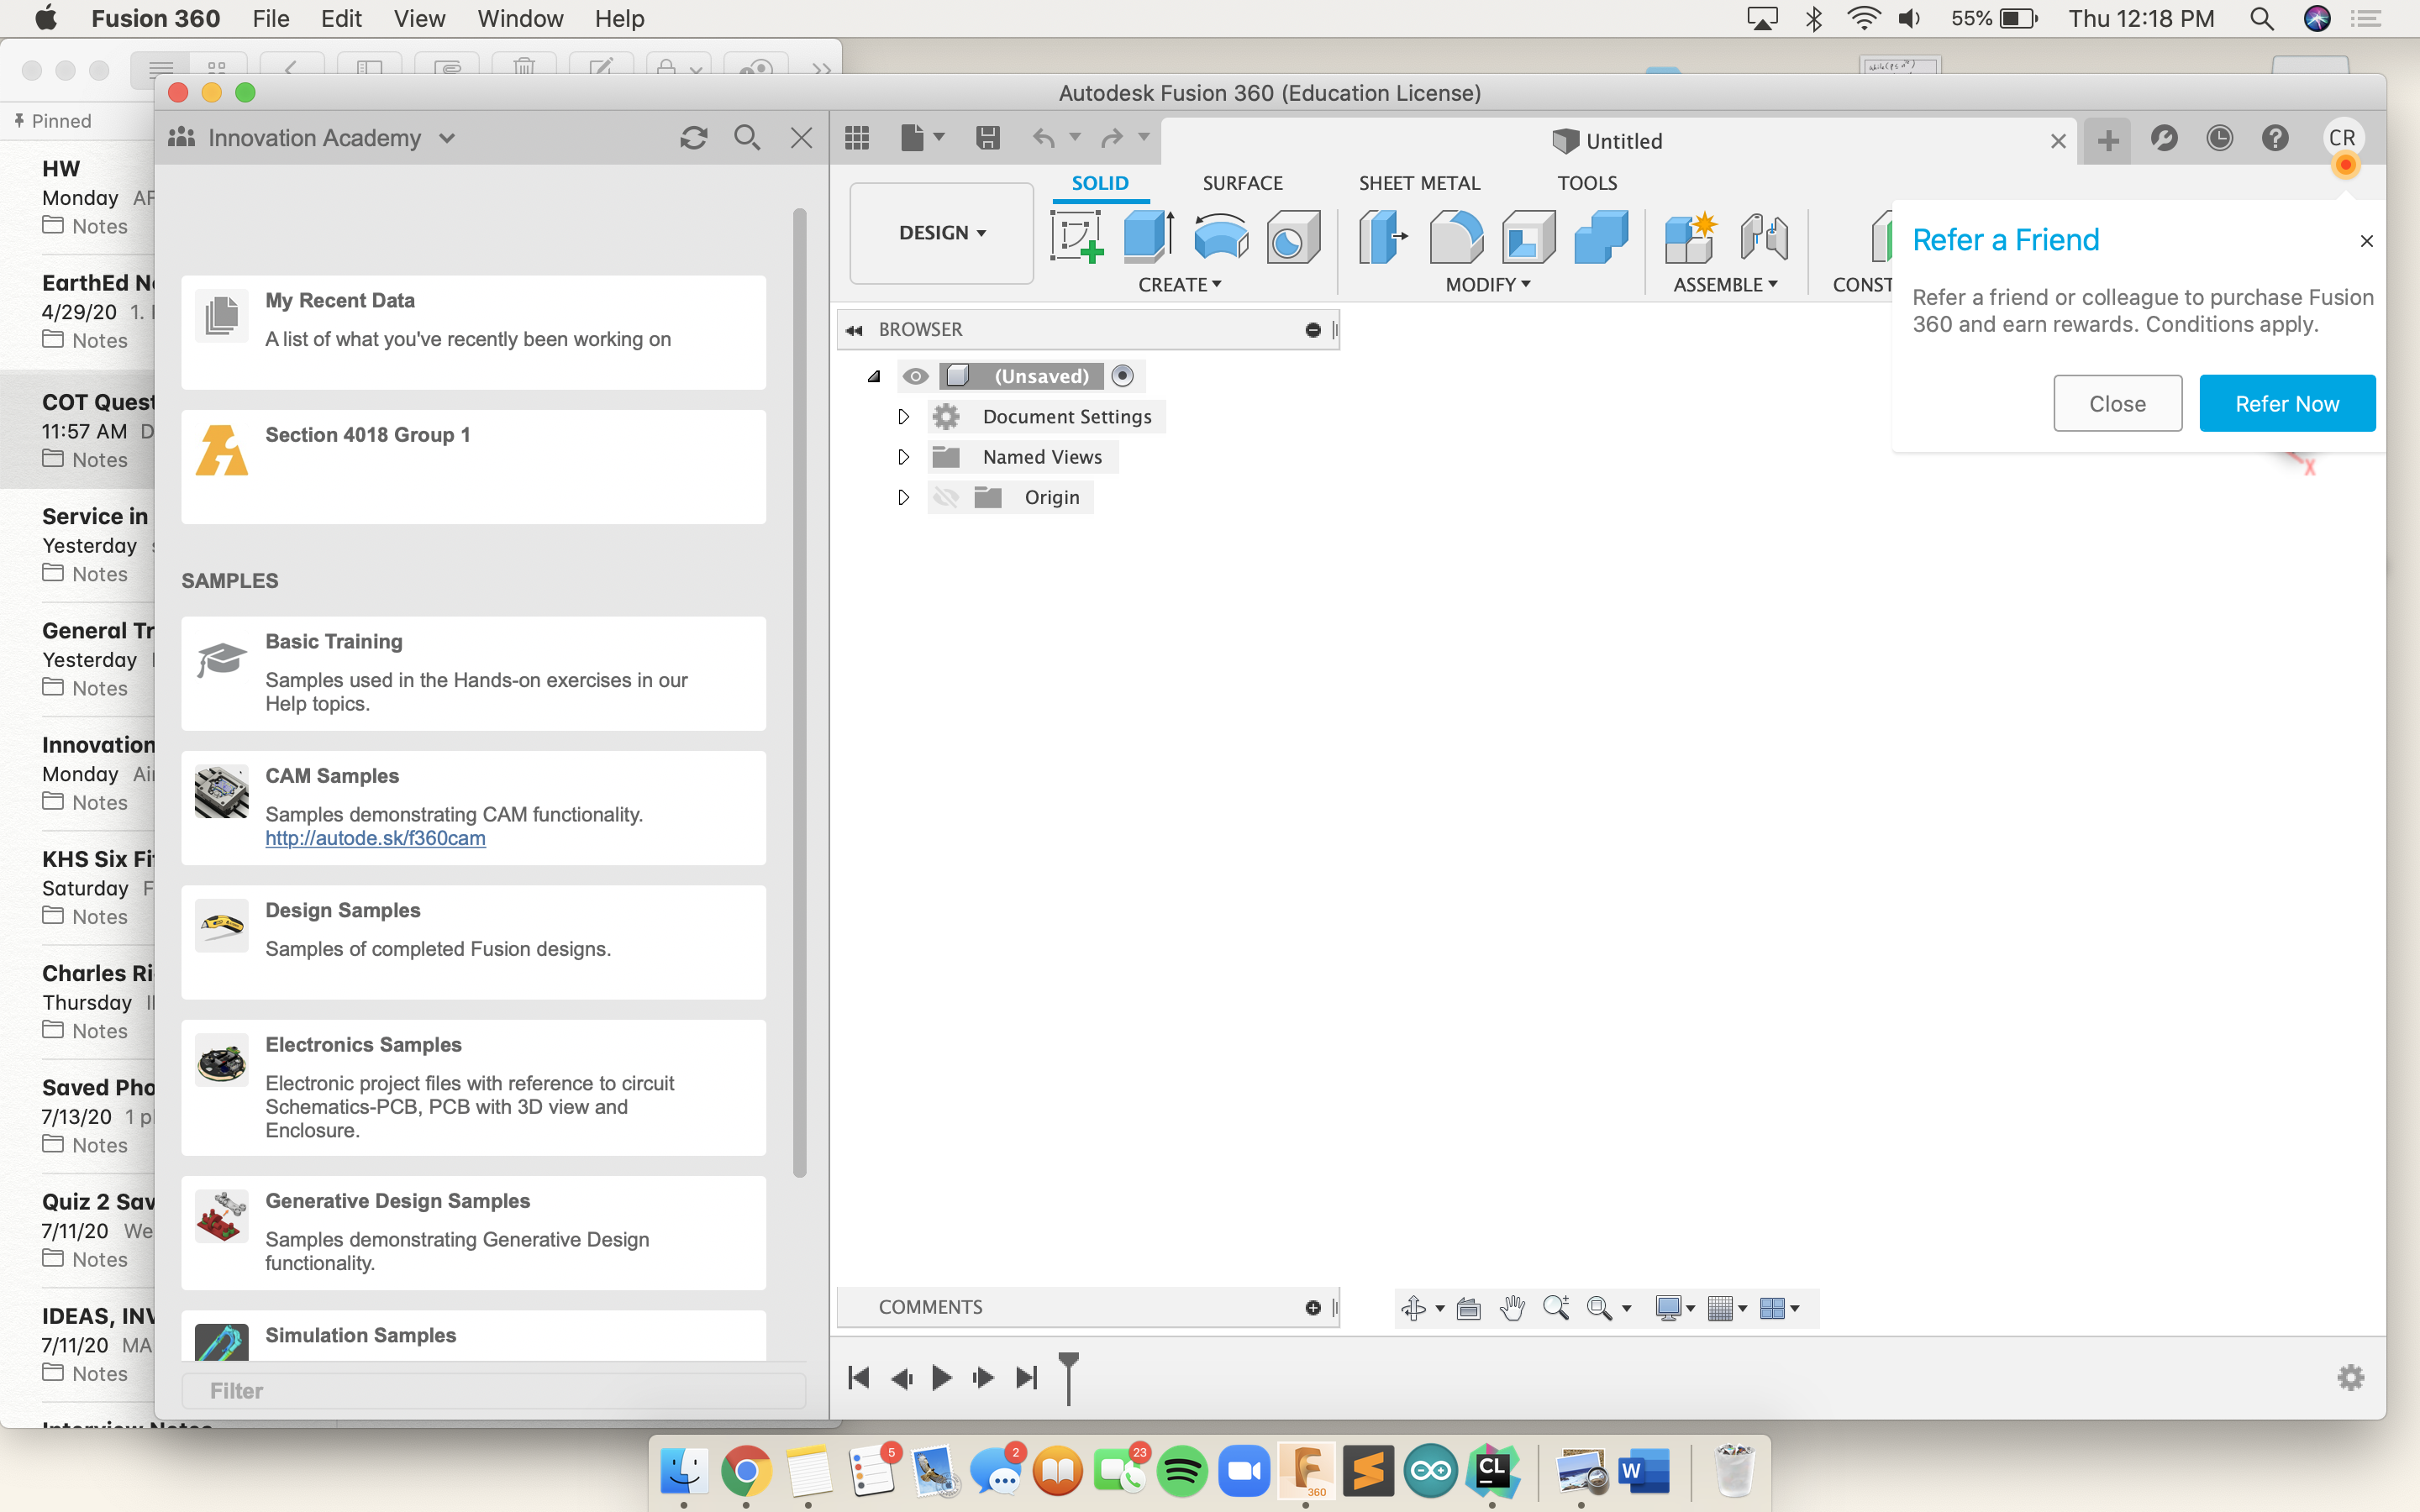 Fusion 360 File Edit View Window Help
55% Thu 12:18 PM
Pinned
HW
Monday
Notes
EarthEd
4/29/20 1.
Notes
COT Quest
11:57 AM D
Notes
Service in
Yesterday
Notes
General Tr
Yesterday
Notes
Innovation
Monday Air
Notes
KHS Six Fi
Saturday F
Notes
Charles Ri
Thursday
Notes
Saved Pho
7/13/20 1 p
Notes
Quiz 2 Sav
7/11/20 We
Notes
IDEAS, INV
7/11/20 MA
Notes
Interview Notes
Autodesk Fusion 360 (Education License)
Innovation Academy
My Recent Data
A list of what you've recently been working on
Section 4018 Group 1
SAMPLES
Basic Training
Samples used in the Hands-on exercises in our
Help topics.
CAM Samples
Samples demonstrating CAM functionality.
http://autode.sk/f360cam
Design Samples
Samples of completed Fusion designs.
Electronics Samples
Electronic project files with reference to circuit
Schematics-PCB, PCB with 3D view and
Enclosure.
Generative Design Samples
Samples demonstrating Generative Design
functionality.
Simulation Samples
Filter
Untitled
CR
SOLID SURFACE SHEET METAL TOOLS
DESIGN
CREATE MODIFY ASSEMBLE CONST
BROWSER
(Unsaved)
Document Settings
Named Views
Origin
Refer a Friend
Refer a friend or colleague to purchase Fusion
360 and earn rewards. Conditions apply.
Close Refer Now
X
COMMENTS
5 2 23
360 CL W